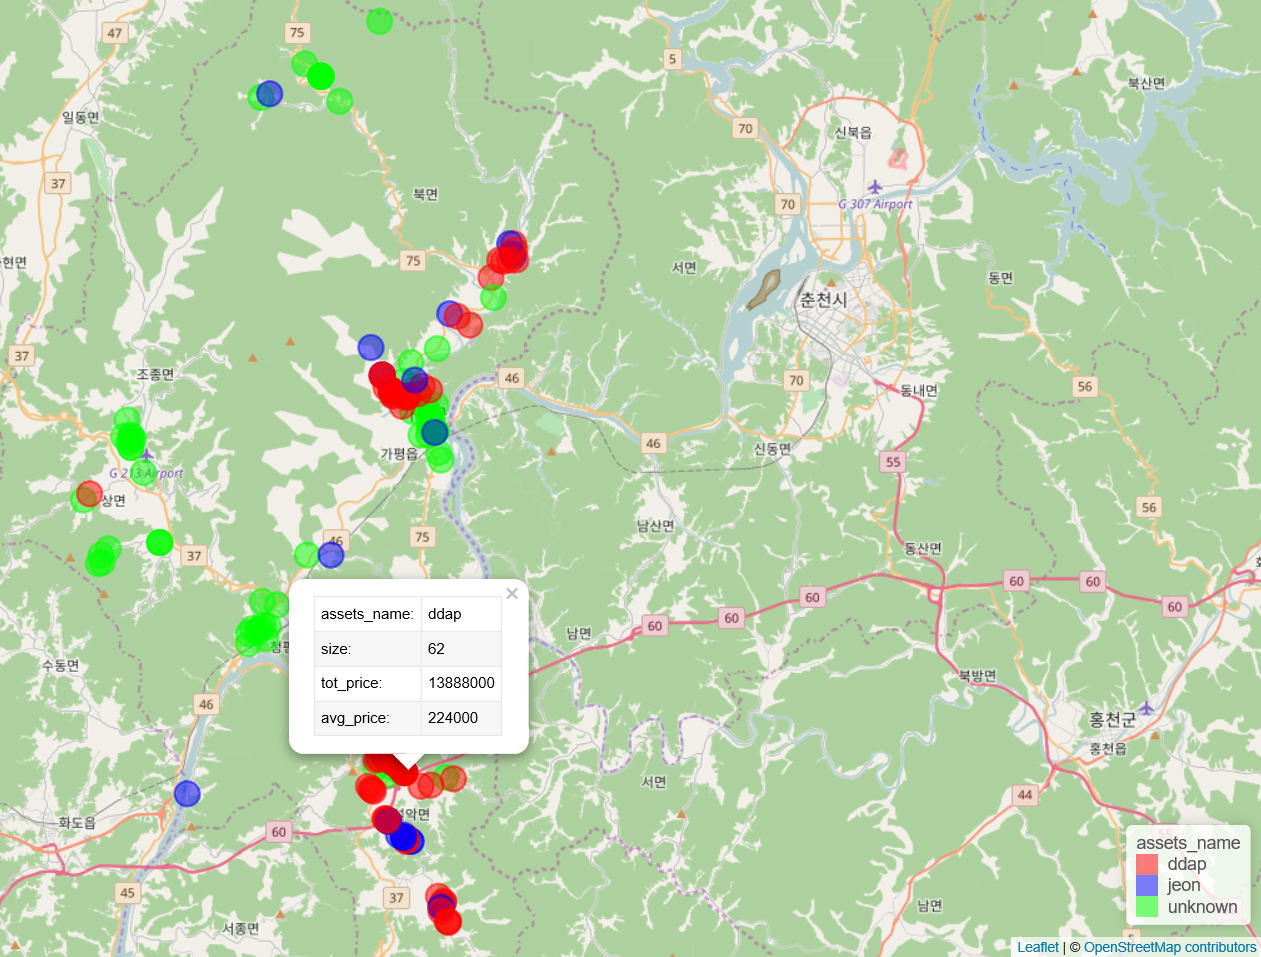 47
75
5
북산면
일동면
70
신북읍
37
G 307 Airport
70
북면
현면
75
서면
동면
춘천시
37
조종면
46
70
56
동내면
46
신동면
가평읍
55
G 213 Airport
상면
56
남산면
46
75
동산면
37
60
60
60
60
60
60
남면
수동면
북방면
46
×
assets_name: ddap
size: 62
tot_price: 13888000
avg_price: 224000
홍천군
홍천읍
서면
44
화도읍
60
악면
45
37
서종면
남면
55
5
assets_name
ddap
jeon
unknown
Leaflet | © OpenStreetMap contributors